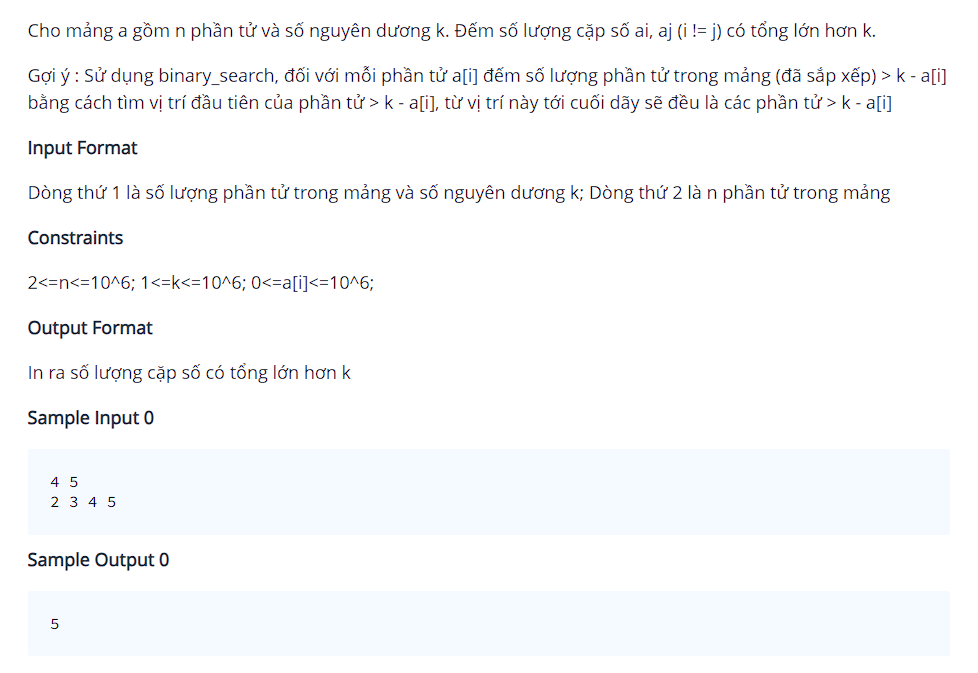 Cho mảng a gồm n phần tử và số nguyên dương k. Đếm số lượng cặp số ai, aj (i != j) có tổng lớn hơn k.
Gợi ý : Sử dụng binary_search, đối với mỗi phần tử a[i] đếm số lượng phần tử trong mảng (đã sắp xếp) > k - a[i]
bằng cách tìm vị trí đầu tiên của phần tử > k - a[i], từ vị trí này tới cuối dãy sẽ đều là các phần tử > k - a[i]
Input Format
Dòng thứ 1 là số lượng phần tử trong mảng và số nguyên dương k; Dòng thứ 2 là n phần tử trong mảng
Constraints
2<=n<=10^6; 1<=k<=10^6; 0<=a[i]<=10^6;
Output Format
In ra số lượng cặp số có tổng lớn hơn k
Sample Input 0
4 5
2 3 4 5
Sample Output 0
5